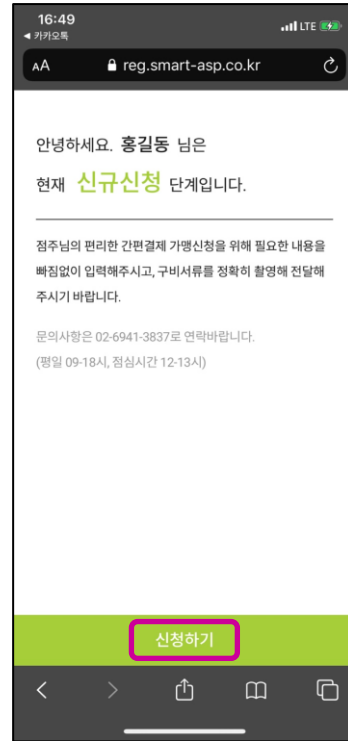 16:49
LTE
◀ 카카오톡
AA reg.smart-asp.co.kr
안녕하세요. 홍길동 님은
현재 신규신청 단계입니다.
점주님의 편리한 간편결제 가맹신청을 위해 필요한 내용을
빠짐없이 입력해주시고, 구비서류를 정확히 촬영해 전달해
주시기 바랍니다.
문의사항은 02-6941-3837로 연락바랍니다.
(평일 09-18시, 점심시간 12-13시)
신청하기